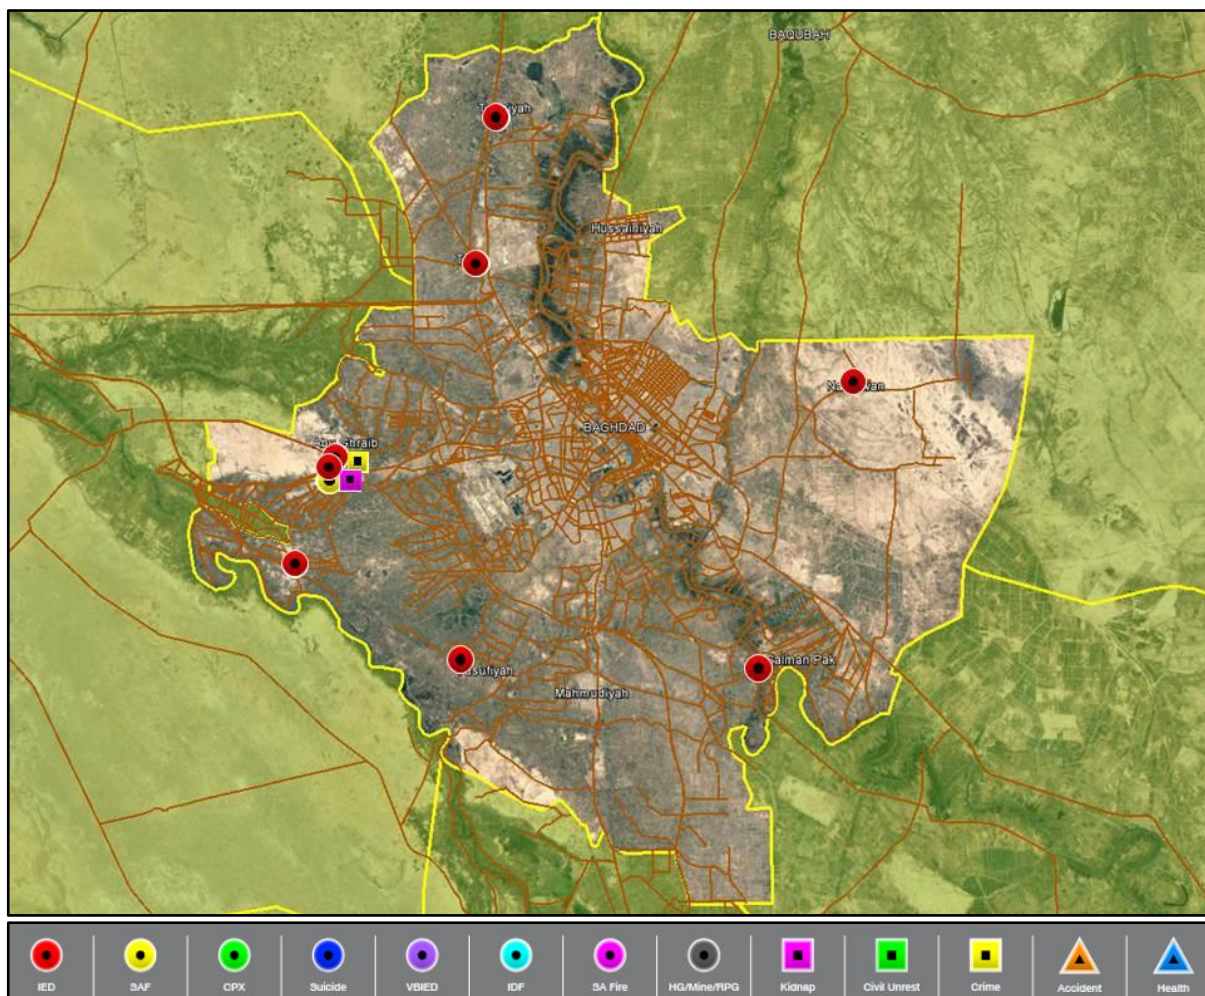 BAQUBAH
Hussainiyah
BAGHDAD
Salman Pak
Mahmudiyah
IED
SAF
CPX
Suicide
VBIED
IDF
SA Fire
HG/Mine/RPG
Kidnap
Civil Unrest
Crime
Accident
Health